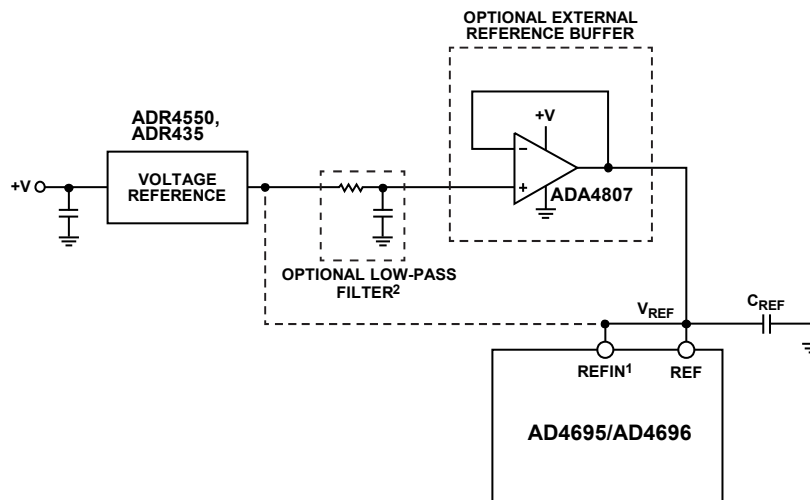 OPTIONAL EXTERNAL
REFERENCE BUFFER
ADR4550,
ADR435
+V
VOLTAGE
REFERENCE
+V
−
+
ADA4807
OPTIONAL LOW-PASS
FILTER2
VREF
CREF
REFIN1
REF
AD4695/AD4696